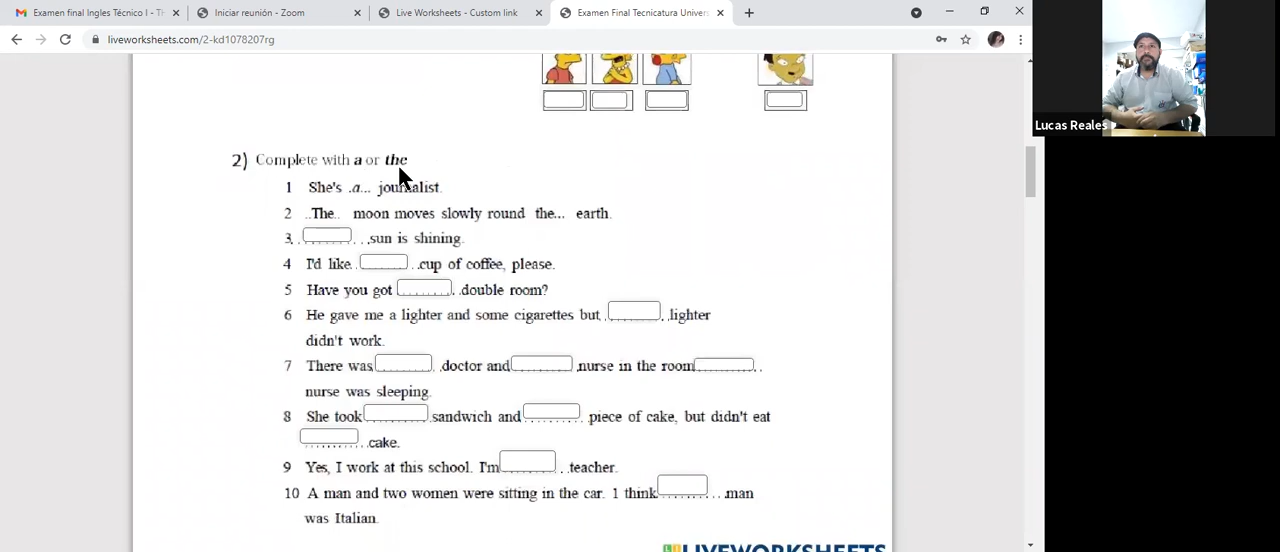 Examen final Ingles Técnico I - Th
Iniciar reunión - Zoom
Live Worksheets - Custom link
Examen Final Tecnicatura Univers
liveworksheets.com/2-kd1078207rg
Lucas Reales
2) Complete with a or the
1 She's .a... journalist.
2 ..The.. moon moves slowly round the... earth.
3. . . . .sun is shining.
4 I'd like. . .cup of coffee, please.
5 Have you got . .double room?
6 He gave me a lighter and some cigarettes but. . .lighter
didn't work.
7 There was . .doctor and .nurse in the room . .
nurse was sleeping.
8 She took .sandwich and . .piece of cake, but didn't eat
. .cake.
9 Yes, I work at this school. I'm . . .teacher.
10 A man and two women were sitting in the car. 1 think . . .man
was Italian.
LIVEWORKSHEETS